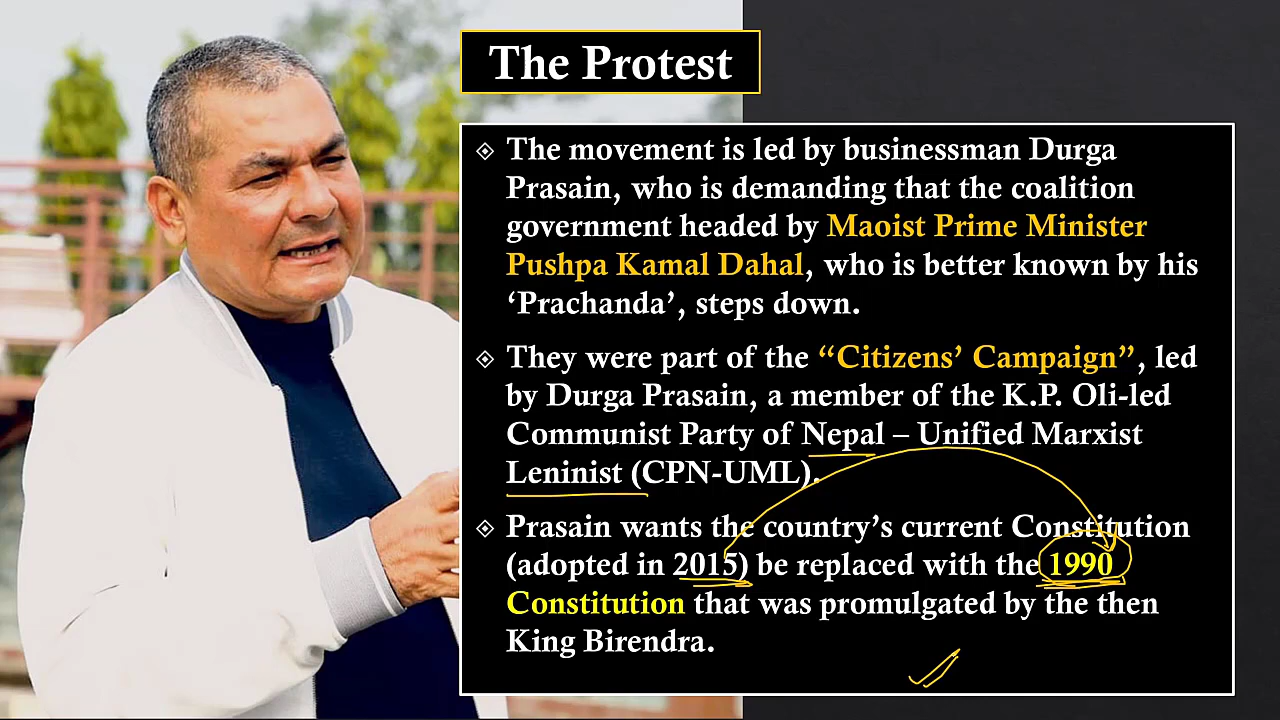 The Protest
The movement is led by businessman Durga
Prasain, who is demanding that the coalition
government headed by Maoist Prime Minister
Pushpa Kamal Dahal, who is better known by his
‘Prachanda’, steps down.
They were part of the “Citizens’ Campaign”, led
by Durga Prasain, a member of the K.P. Oli-led
Communist Party of Nepal – Unified Marxist
Leninist (CPN-UML).
Prasain wants the country’s current Constitution
(adopted in 2015) be replaced with the 1990
Constitution that was promulgated by the then
King Birendra.